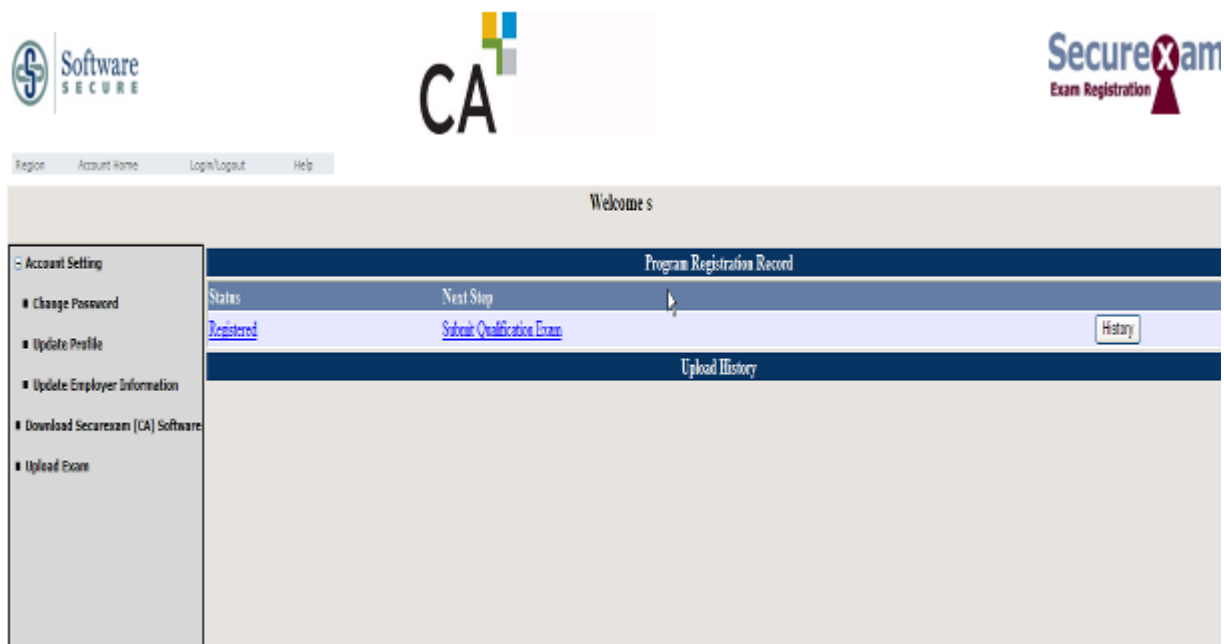 Software
SECURE
CA
Securexam
Exam Registration
Region Account Home Login/Logout Help
Welcome s
Account Setting
Change Password
Update Profile
Update Employer Information
Download Securexam [CA] Software
Upload Exam
Program Registration Record
Status Next Step
Registered Submit Qualification Exam History
Upload History